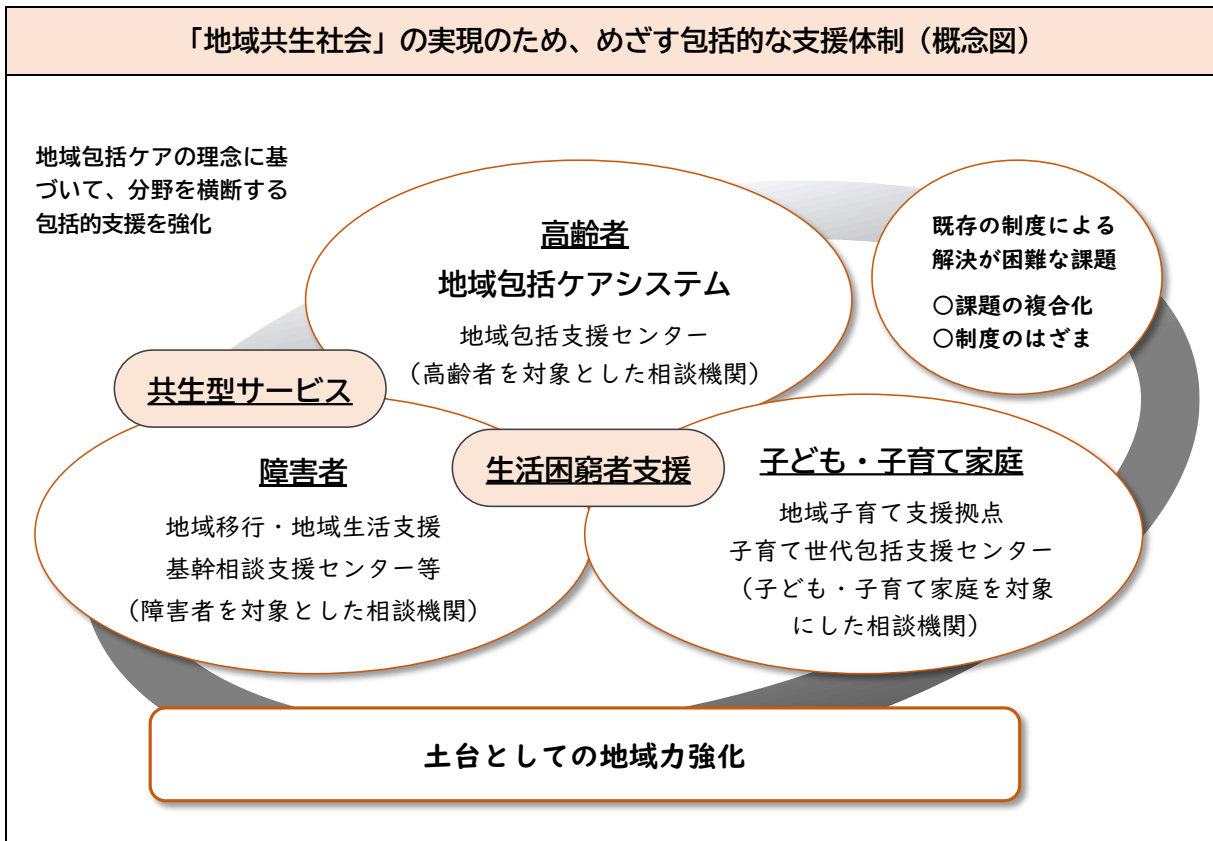 「地域共生社会」の実現のため、めざす包括的な支援体制（概念図）
地域包括ケアの理念に基
づいて、分野を横断する
包括的支援を強化
高齢者
地域包括ケアシステム
地域包括支援センター
（高齢者を対象とした相談機関）
既存の制度による
解決が困難な課題
〇課題の複合化
〇制度のはざま
共生型サービス
障害者
地域移行・地域生活支援
基幹相談支援センター等
（障害者を対象とした相談機関）
生活困窮者支援
子ども・子育て家庭
地域子育て支援拠点
子育て世代包括支援センター
（子ども・子育て家庭を対象
にした相談機関）
土台としての地域力強化